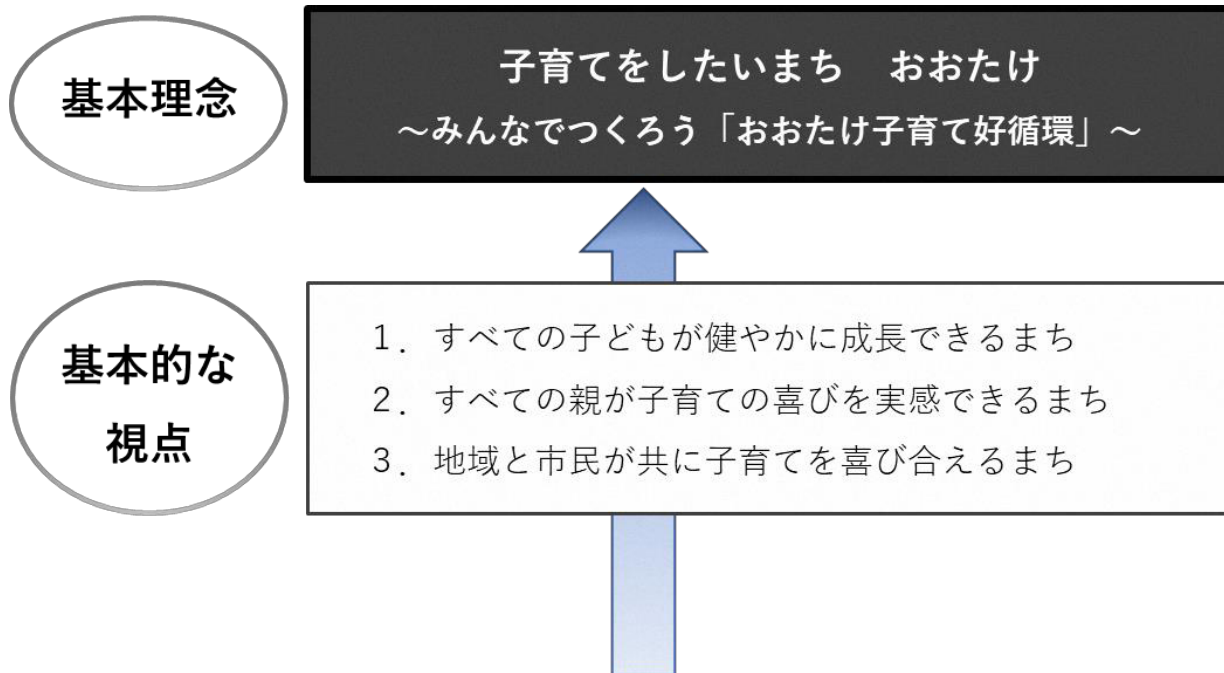 基本理念
子育てをしたいまち　おおたけ
～みんなでつくろう「おおたけ子育て好循環」～
基本的な
視点
１．すべての子どもが健やかに成長できるまち
２．すべての親が子育ての喜びを実感できるまち
３．地域と市民が共に子育てを喜び合えるまち